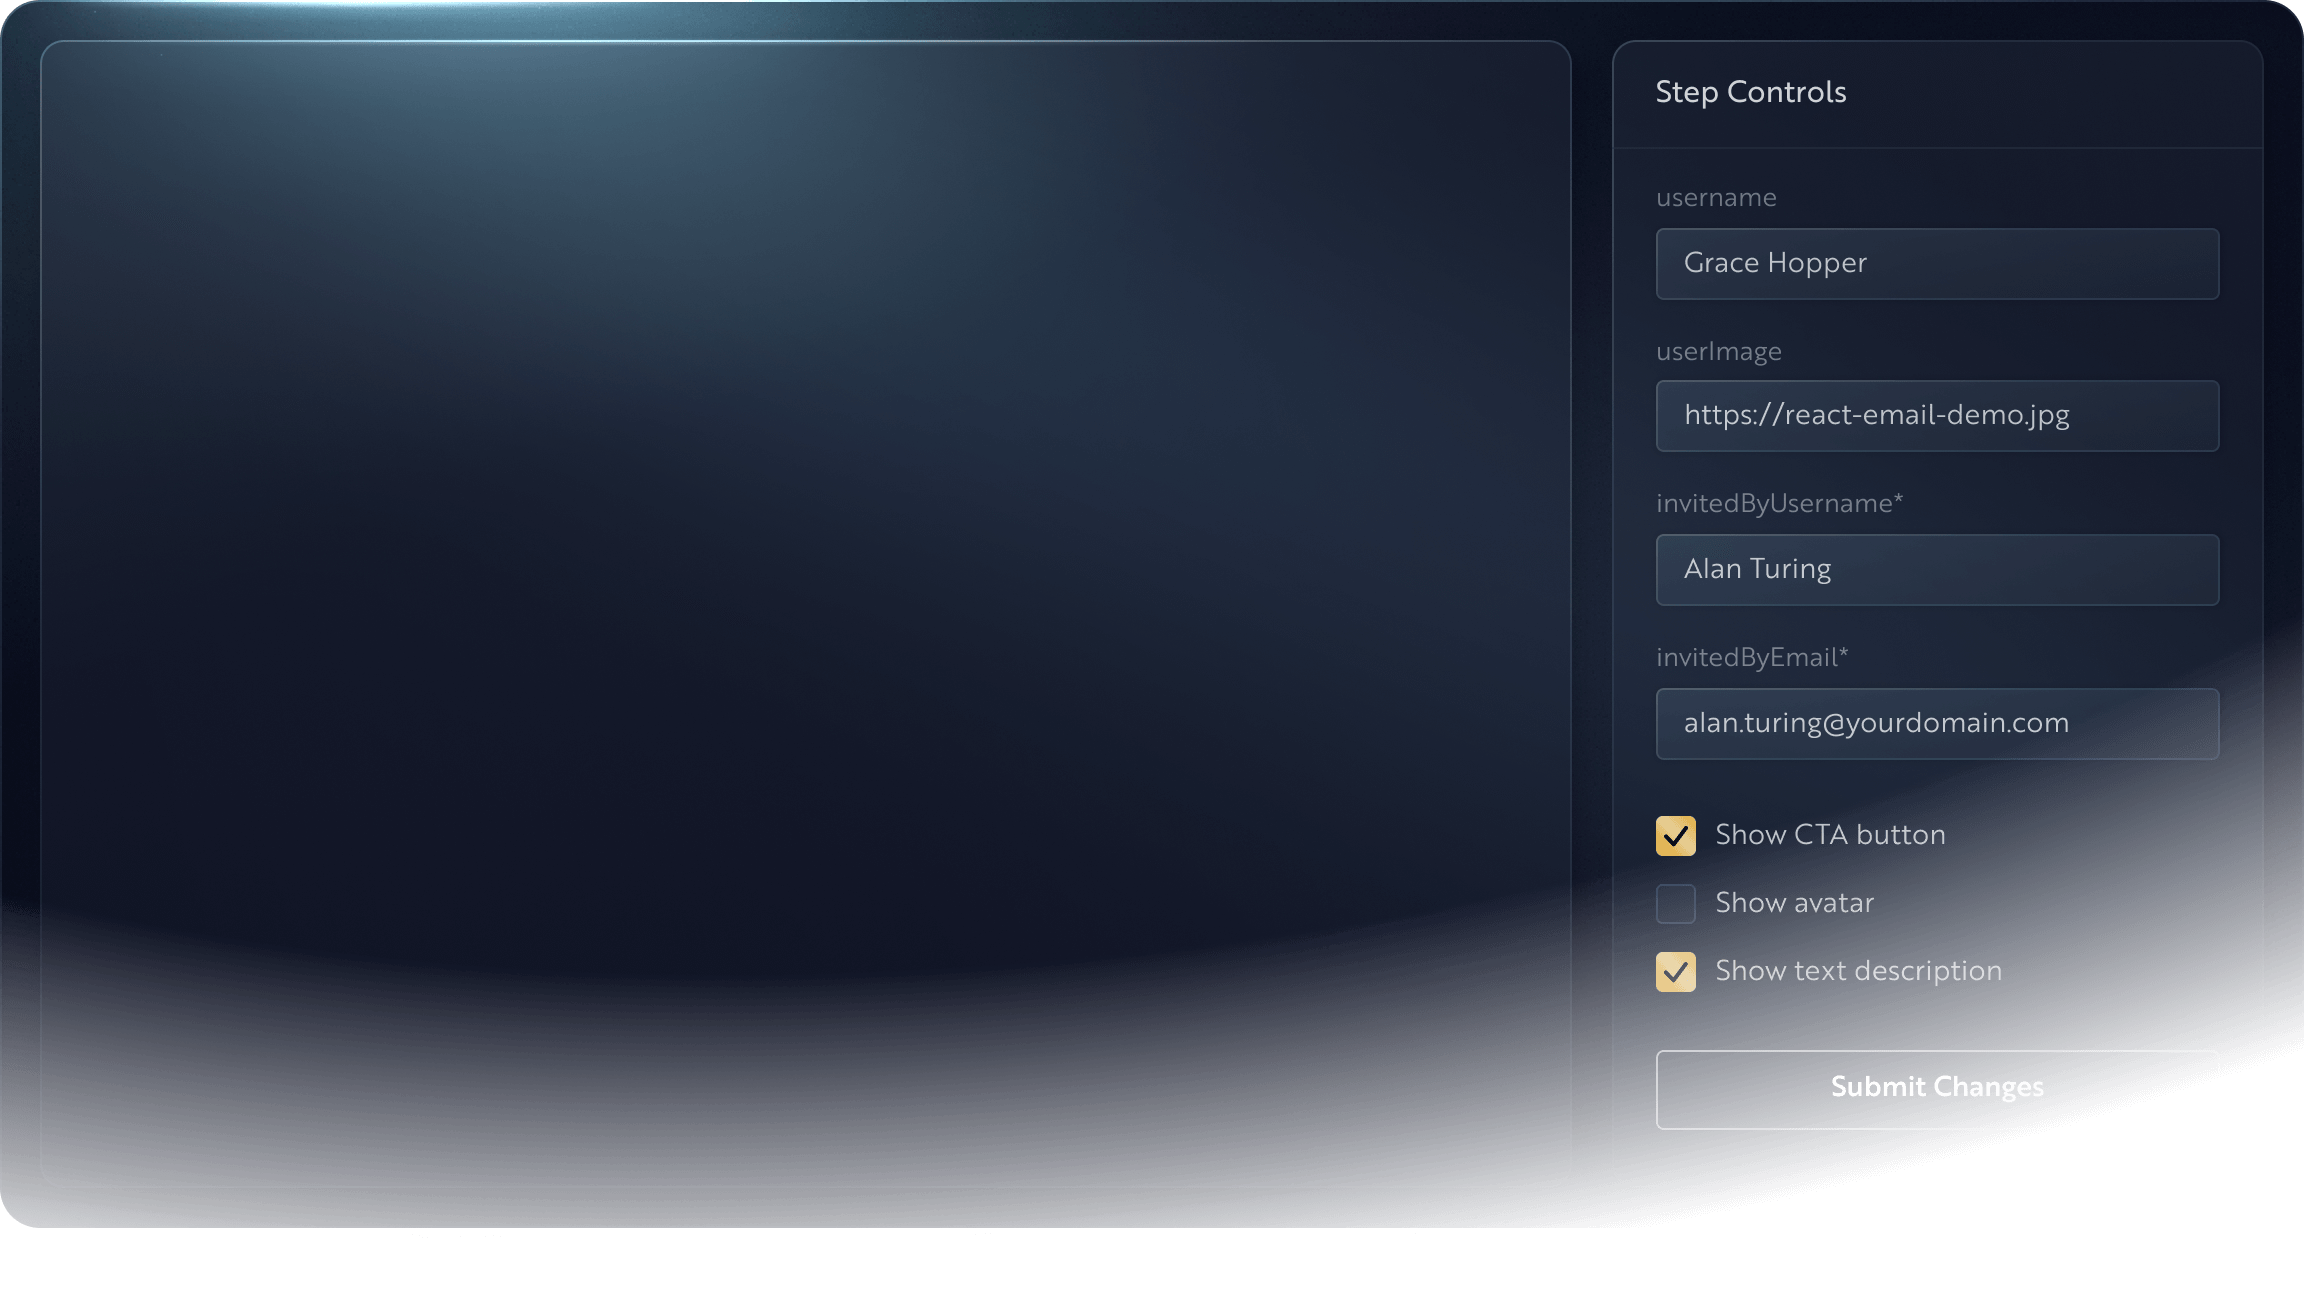 Step Controls
username
Grace Hopper
userImage
https://react-email-demo.jpg
invitedByUsername*
Alan Turing
invitedByEmail*
alan.turing@yourdomain.com
Show CTA button
Show avatar
Show text description
Submit Changes